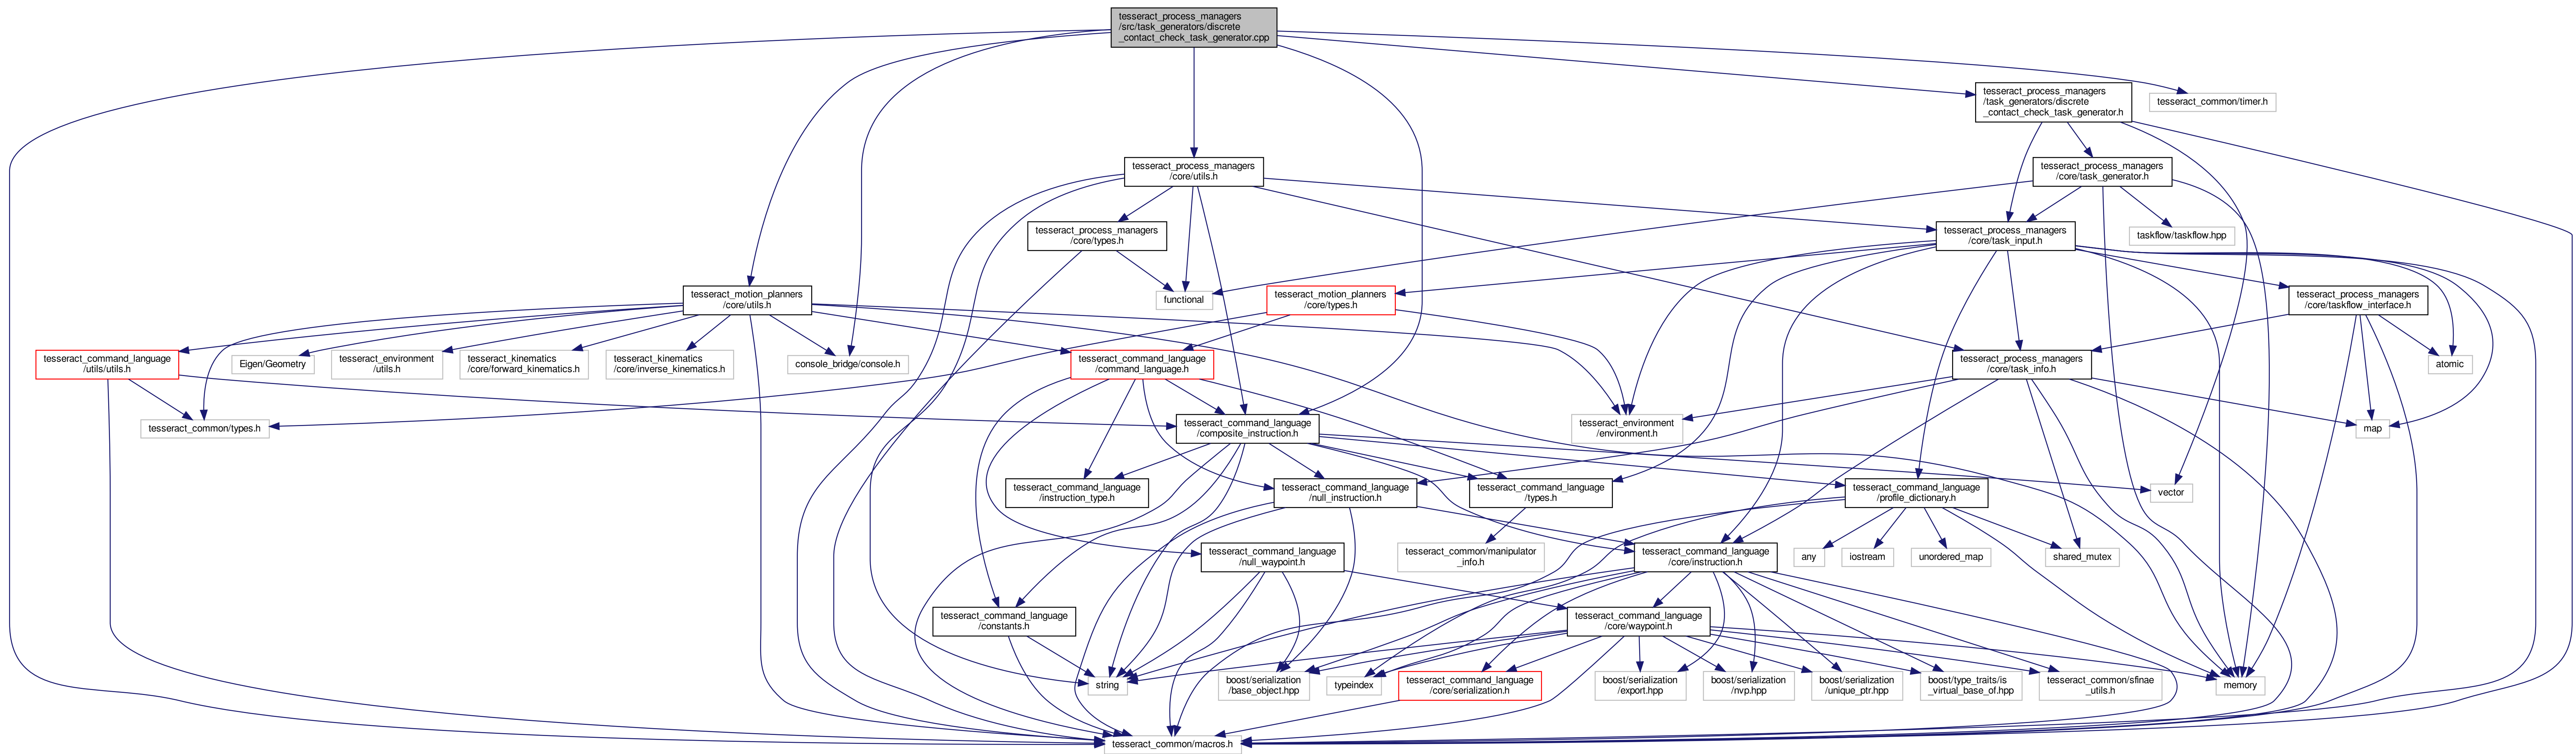 tesseract_process_managers
/src/task_generators/discrete
_contact_check_task_generator.cpp
tesseract_process_managers
/task_generators/discrete
_contact_check_task_generator.h
tesseract_common/timer.h
tesseract_process_managers
/core/utils.h
tesseract_process_managers
/core/task_generator.h
tesseract_process_managers
/core/types.h
tesseract_process_managers
/core/task_input.h
taskflow/taskflow.hpp
tesseract_motion_planners
/core/utils.h
functional
tesseract_motion_planners
/core/types.h
tesseract_process_managers
/core/taskflow_interface.h
tesseract_command_language
/utils/utils.h
Eigen/Geometry
tesseract_environment
/utils.h
tesseract_kinematics
/core/forward_kinematics.h
tesseract_kinematics
/core/inverse_kinematics.h
console_bridge/console.h
tesseract_command_language
/command_language.h
tesseract_process_managers
/core/task_info.h
atomic
tesseract_common/types.h
tesseract_command_language
/composite_instruction.h
tesseract_environment
/environment.h
map
tesseract_command_language
/instruction_type.h
tesseract_command_language
/null_instruction.h
tesseract_command_language
/types.h
tesseract_command_language
/profile_dictionary.h
vector
tesseract_command_language
/null_waypoint.h
tesseract_common/manipulator
_info.h
tesseract_command_language
/core/instruction.h
any
iostream
unordered_map
shared_mutex
tesseract_command_language
/constants.h
tesseract_command_language
/core/waypoint.h
string
boost/serialization
/base_object.hpp
typeindex
tesseract_command_language
/core/serialization.h
boost/serialization
/export.hpp
boost/serialization
/nvp.hpp
boost/serialization
/unique_ptr.hpp
boost/type_traits/is
_virtual_base_of.hpp
tesseract_common/sfinae
_utils.h
memory
tesseract_common/macros.h